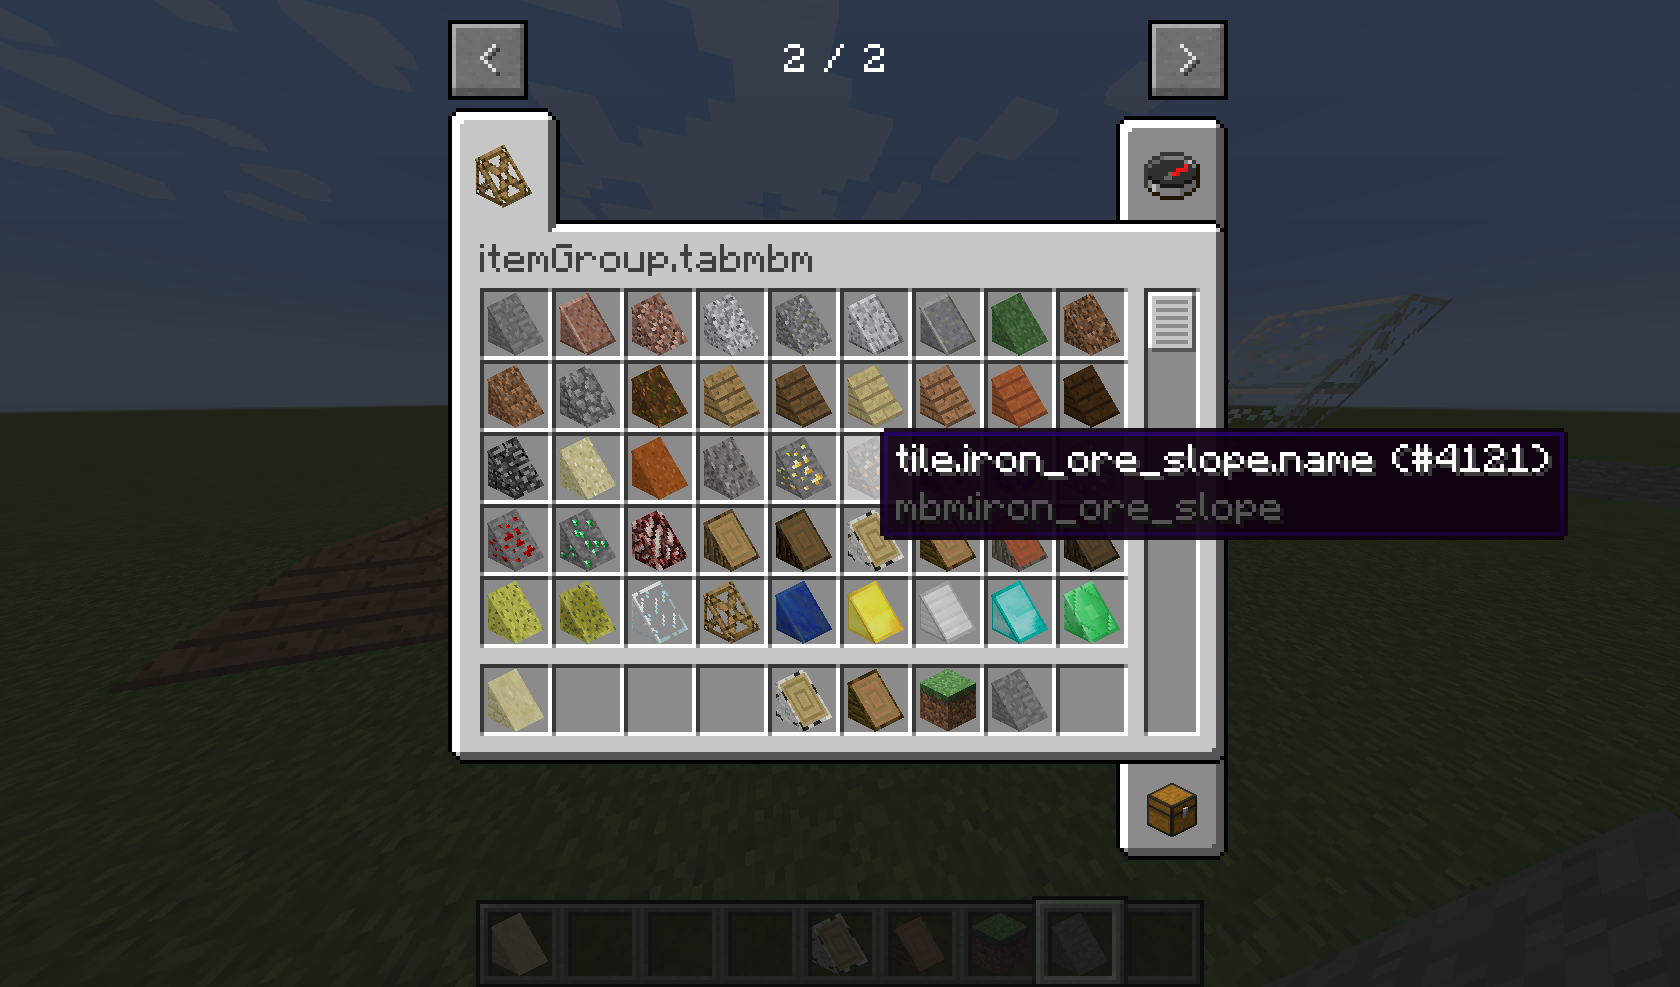 <
2 / 2
>
itemGroup.tabmbm
tile.iron_ore_slope.name (#4121)
mbm:iron_ore_slope